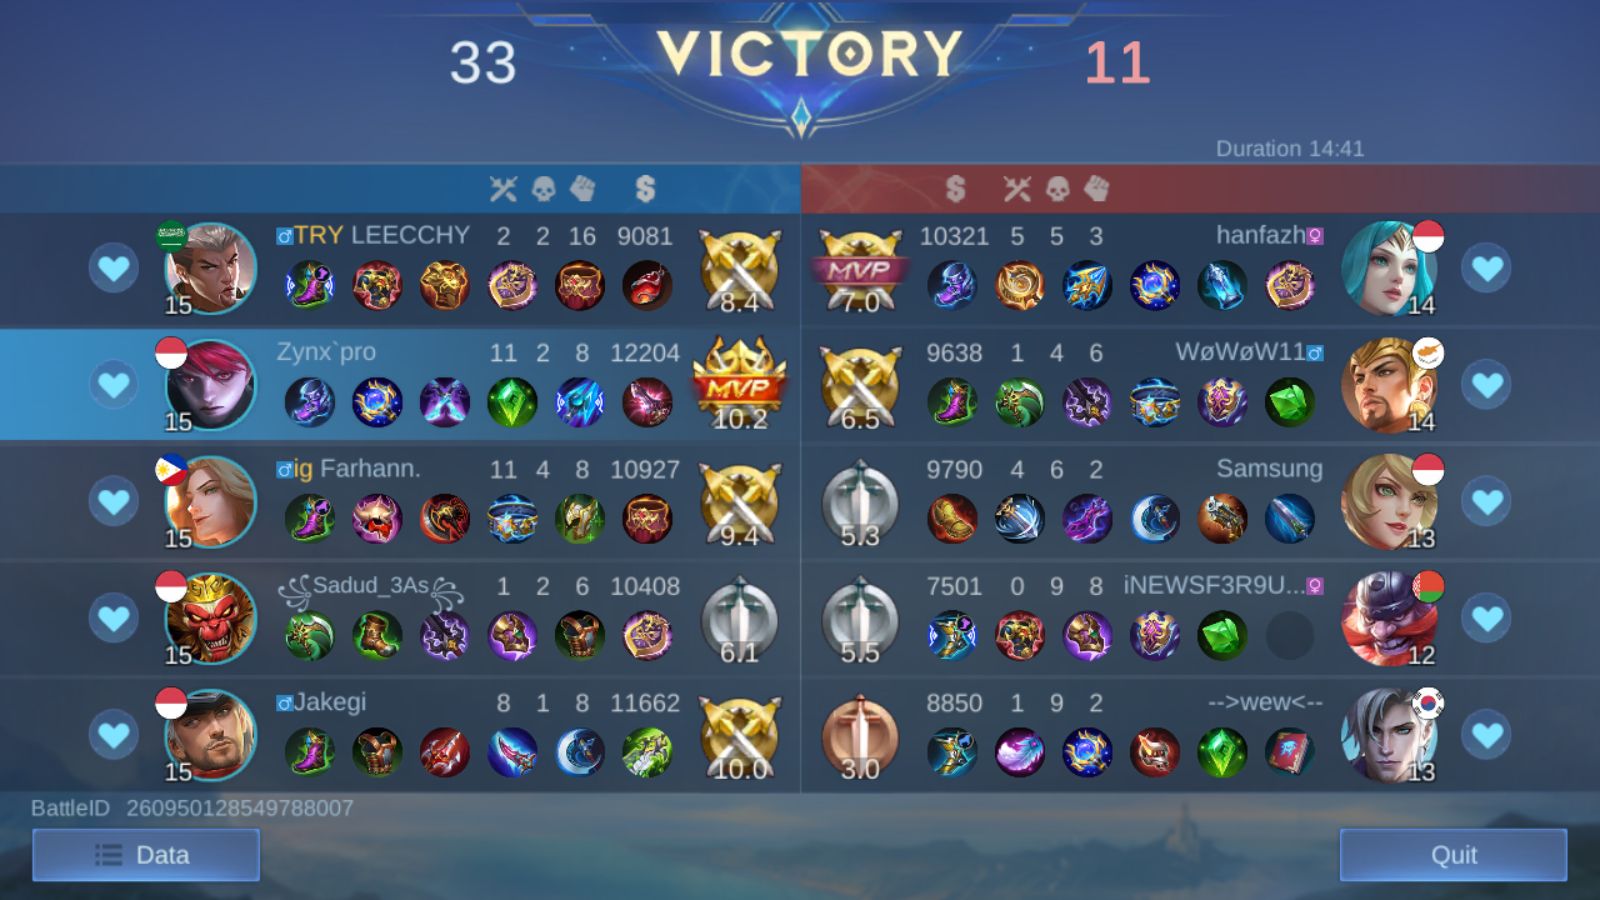 33 VICTORY 11
Duration 14:41
TRY LEECCHY 2 2 16 9081
15 8.4
MVP 7.0 10321 5 5 3 hanfazh
14
Zynx`pro 11 2 8 12204
15 MVP 10.2
6.5 9638 1 4 6 WøWøW11
14
ig Farhann. 11 4 8 10927
15 9.4
5.3 9790 4 6 2 Samsung
13
Sadud_3As 1 2 6 10408
15 6.1
5.5 7501 0 9 8 iNEWSF3R9U...
12
Jakegi 8 1 8 11662
15 10.0
3.0 8850 1 9 2 -->wew<--
13
BattleID 260950128549788007
Data
Quit